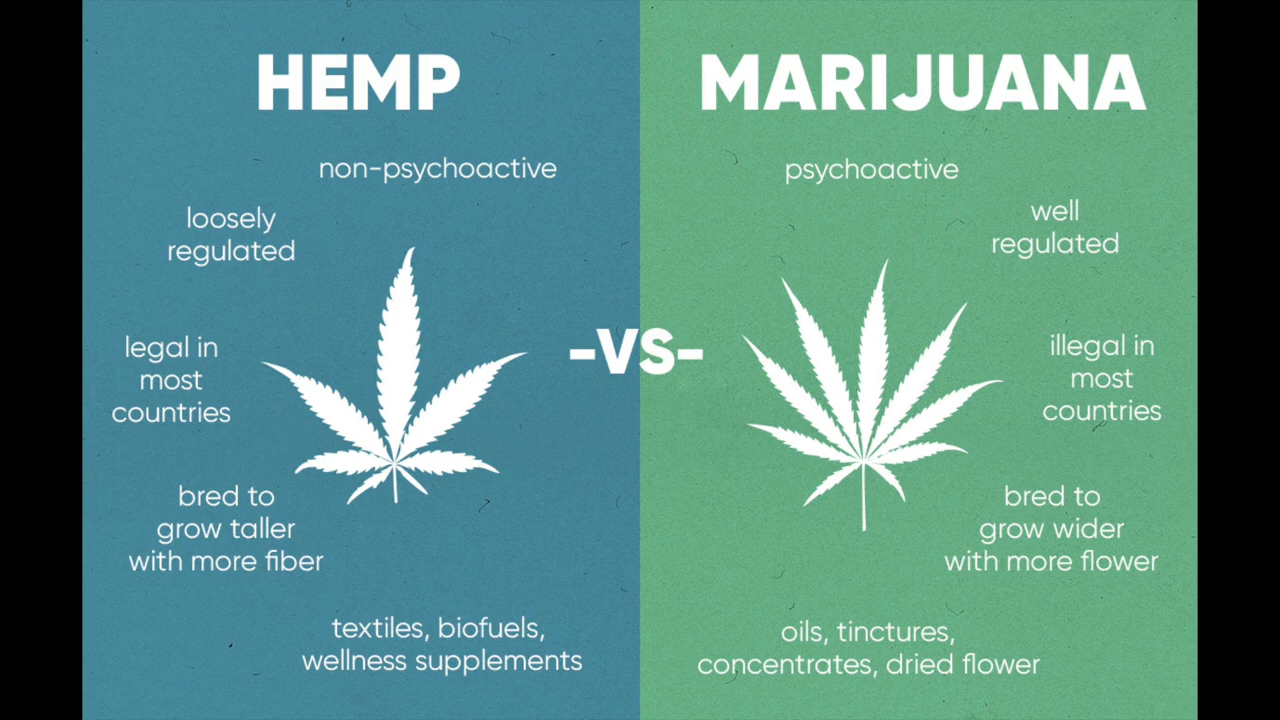 HEMP
non-psychoactive
loosely
regulated
legal in
most
countries
bred to
grow taller
with more fiber
textiles, biofuels,
wellness supplements
-VS-
MARIJUANA
psychoactive
well
regulated
illegal in
most
countries
bred to
grow wider
with more flower
oils, tinctures,
concentrates, dried flower